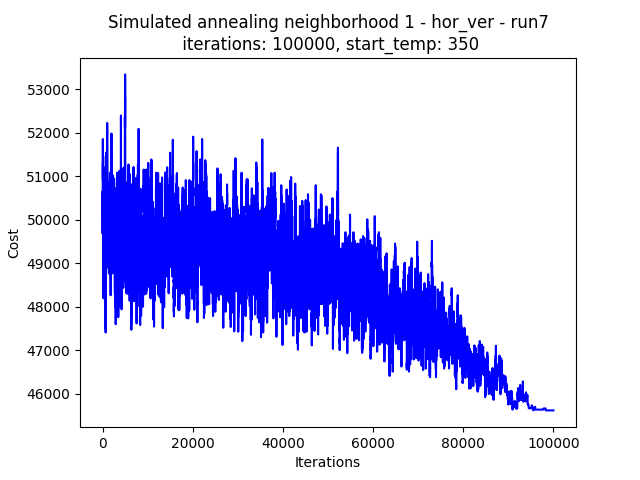 Simulated annealing neighborhood 1 - hor_ver - run7
iterations: 100000, start_temp: 350
53000
52000
51000
50000
49000
48000
47000
46000
Cost
0 20000 40000 60000 80000 100000
Iterations